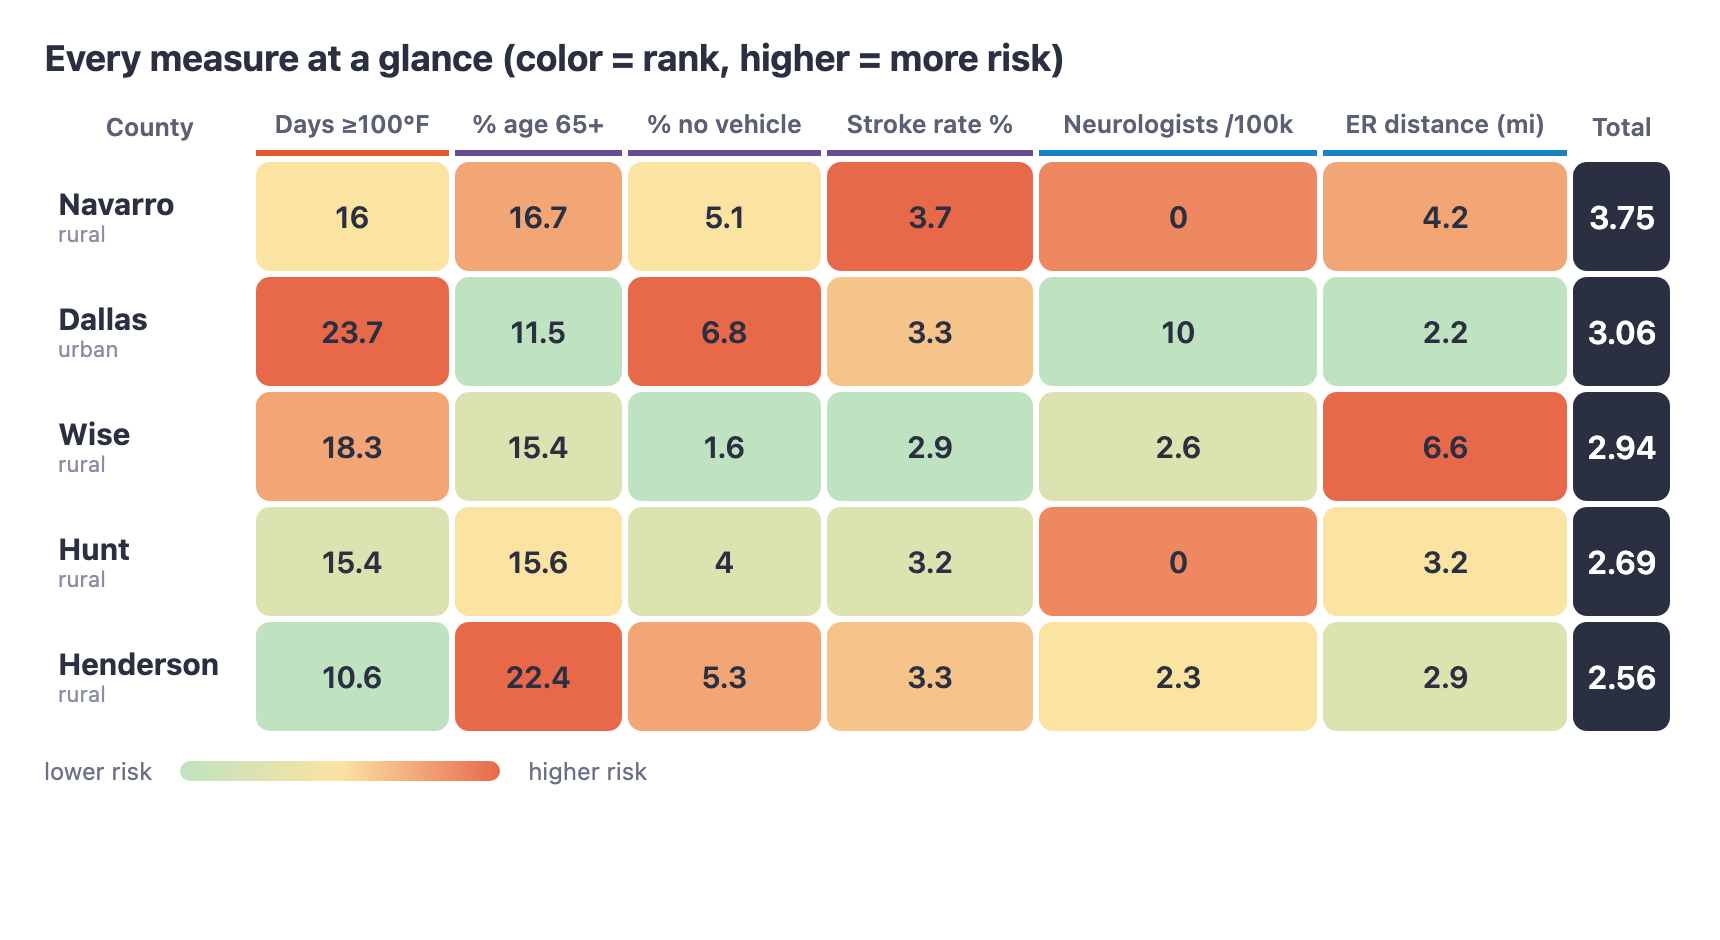 Every measure at a glance (color = rank, higher = more risk)
County Days ≥100°F % age 65+ % no vehicle Stroke rate % Neurologists /100k ER distance (mi) Total
Navarro
rural
16 16.7 5.1 3.7 0 4.2 3.75
Dallas
urban
23.7 11.5 6.8 3.3 10 2.2 3.06
Wise
rural
18.3 15.4 1.6 2.9 2.6 6.6 2.94
Hunt
rural
15.4 15.6 4 3.2 0 3.2 2.69
Henderson
rural
10.6 22.4 5.3 3.3 2.3 2.9 2.56
lower risk higher risk